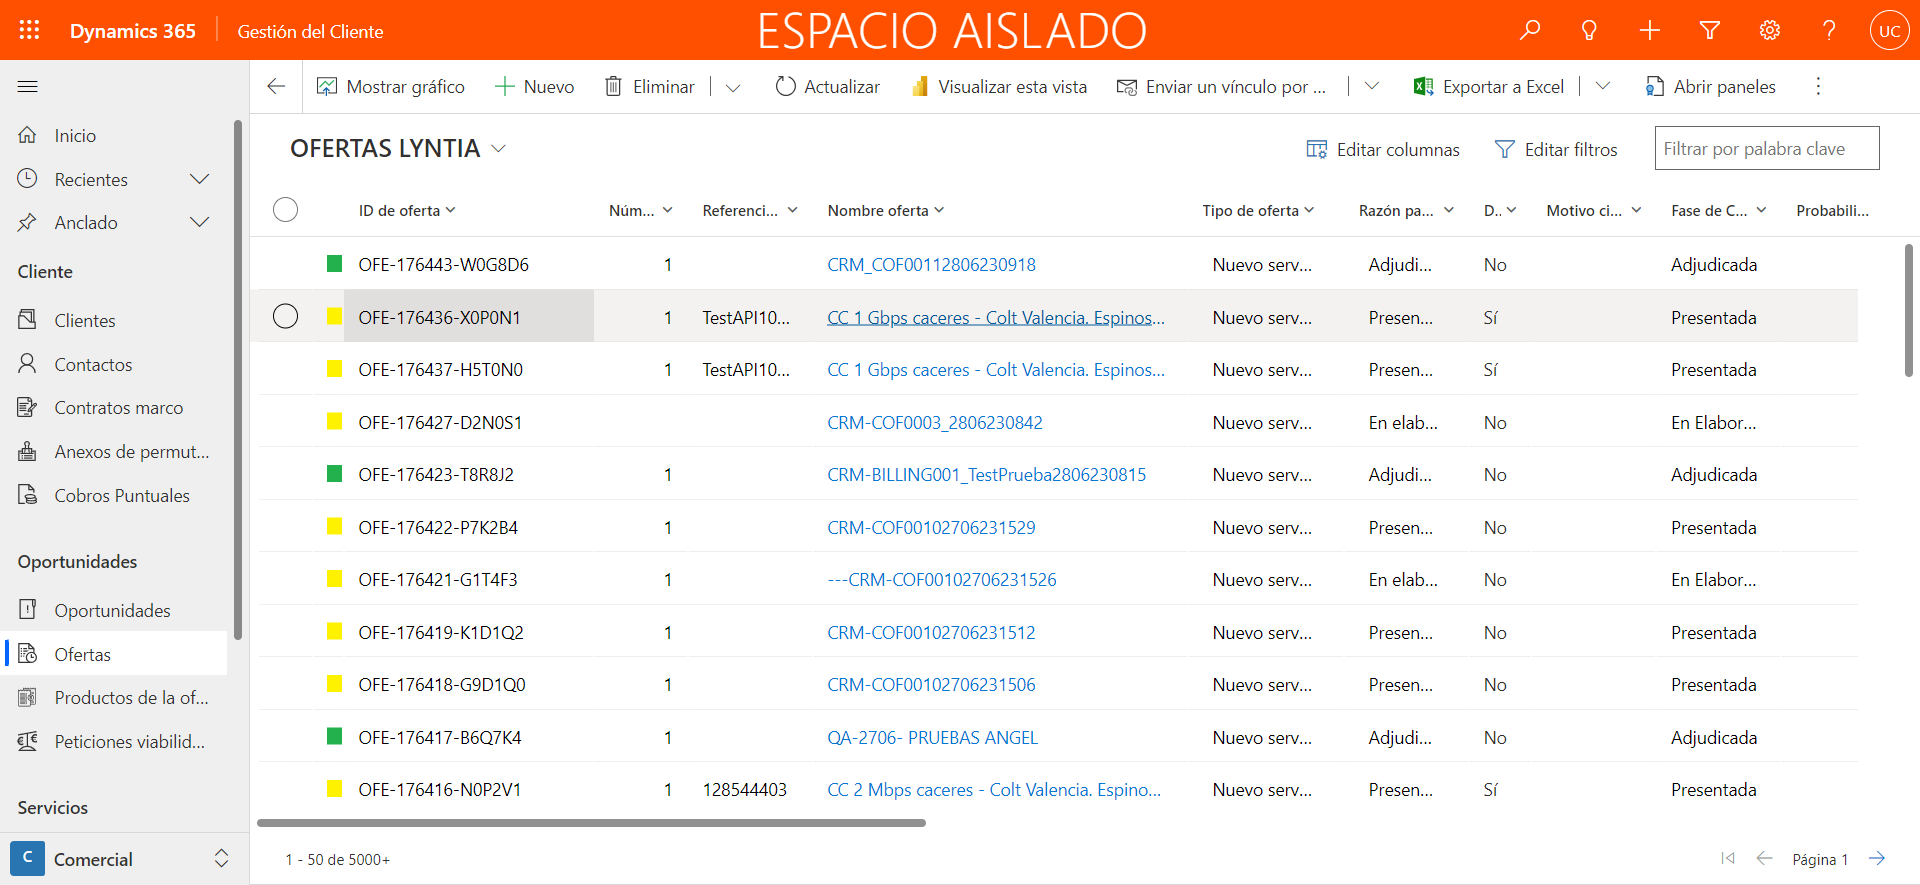 Dynamics 365
Gestión del Cliente
ESPACIO AISLADO
UC
Mostrar gráfico
Nuevo
Eliminar
Actualizar
Visualizar esta vista
Enviar un vínculo por ...
Exportar a Excel
Abrir paneles
Inicio
Recientes
Anclado
Cliente
Clientes
Contactos
Contratos marco
Anexos de permut...
Cobros Puntuales
Oportunidades
Oportunidades
Ofertas
Productos de la of...
Peticiones viabilid...
Servicios
C Comercial
OFERTAS LYNTIA
Editar columnas
Editar filtros
Filtrar por palabra clave
ID de oferta Núm... Referenci... Nombre oferta Tipo de oferta Razón pa... D.. Motivo ci... Fase de C... Probabili...
OFE-176443-W0G8D6 1 CRM_COF00112806230918 Nuevo serv... Adjudi... No Adjudicada
OFE-176436-X0P0N1 1 TestAPI10... CC 1 Gbps caceres - Colt Valencia. Espinos... Nuevo serv... Presen... Sí Presentada
OFE-176437-H5T0N0 1 TestAPI10... CC 1 Gbps caceres - Colt Valencia. Espinos... Nuevo serv... Presen... Sí Presentada
OFE-176427-D2N0S1 CRM-COF0003_2806230842 Nuevo serv... En elab... No En Elabor...
OFE-176423-T8R8J2 1 CRM-BILLING001_TestPrueba2806230815 Nuevo serv... Adjudi... No Adjudicada
OFE-176422-P7K2B4 1 CRM-COF00102706231529 Nuevo serv... Presen... No Presentada
OFE-176421-G1T4F3 1 ---CRM-COF00102706231526 Nuevo serv... En elab... No En Elabor...
OFE-176419-K1D1Q2 1 CRM-COF00102706231512 Nuevo serv... Presen... No Presentada
OFE-176418-G9D1Q0 1 CRM-COF00102706231506 Nuevo serv... Presen... No Presentada
OFE-176417-B6Q7K4 1 QA-2706- PRUEBAS ANGEL Nuevo serv... Adjudi... No Adjudicada
OFE-176416-N0P2V1 1 128544403 CC 2 Mbps caceres - Colt Valencia. Espino... Nuevo serv... Presen... Sí Presentada
1 - 50 de 5000+
Página 1